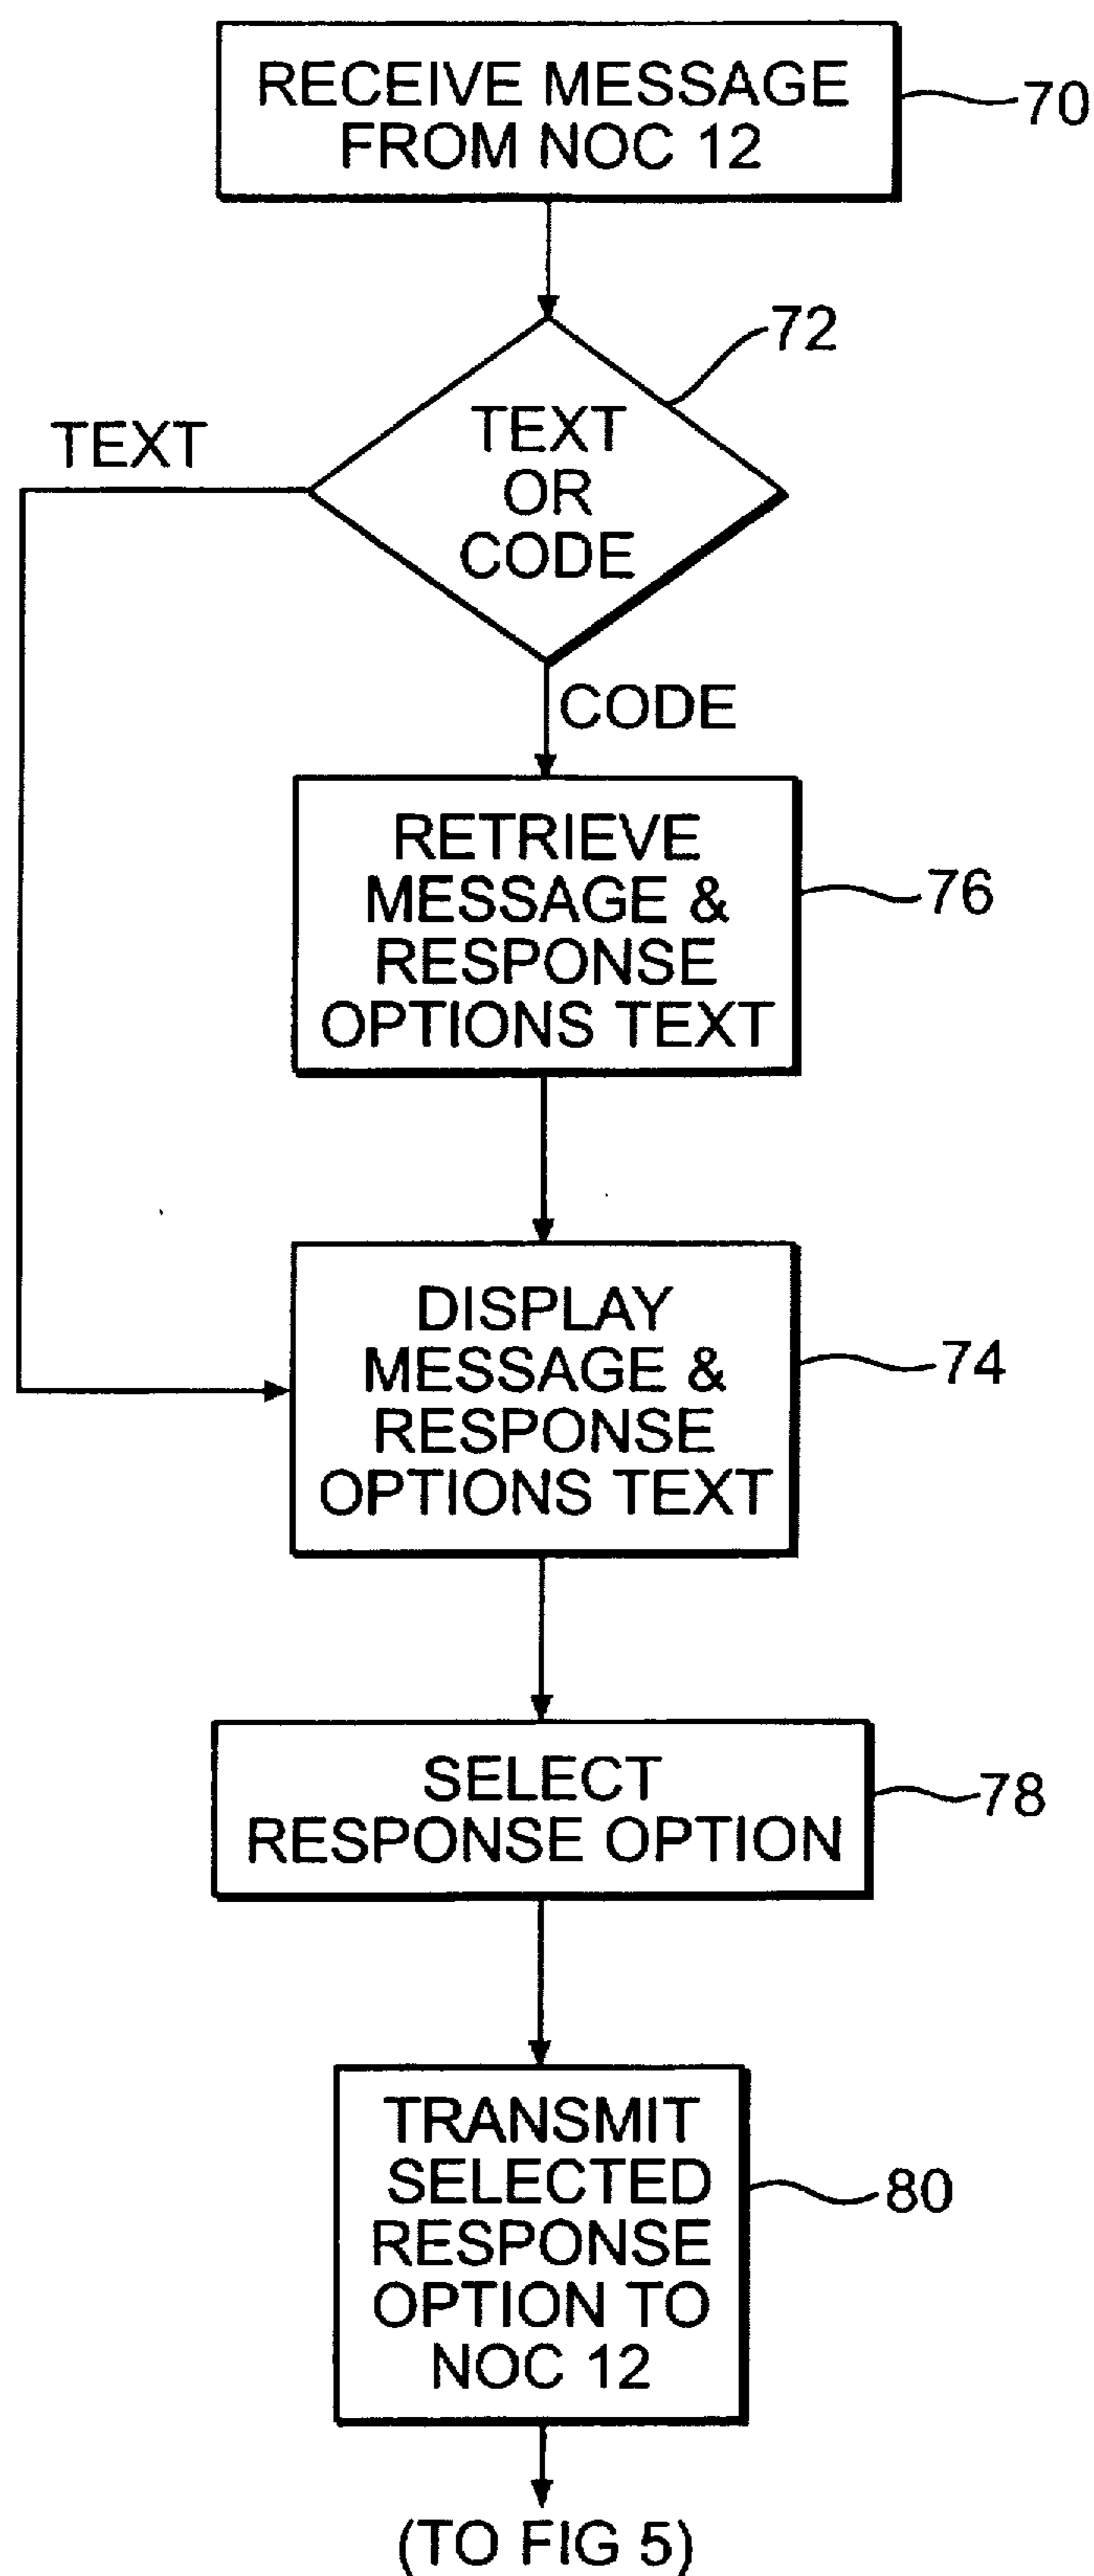 RECEIVE MESSAGE
FROM NOC 12
70
72
TEXT
TEXT
OR
CODE
CODE
RETRIEVE
MESSAGE &
RESPONSE
OPTIONS TEXT
76
DISPLAY
MESSAGE &
RESPONSE
OPTIONS TEXT
74
SELECT
RESPONSE OPTION
78
TRANSMIT
SELECTED
RESPONSE
OPTION TO
NOC 12
80
(TO FIG 5)